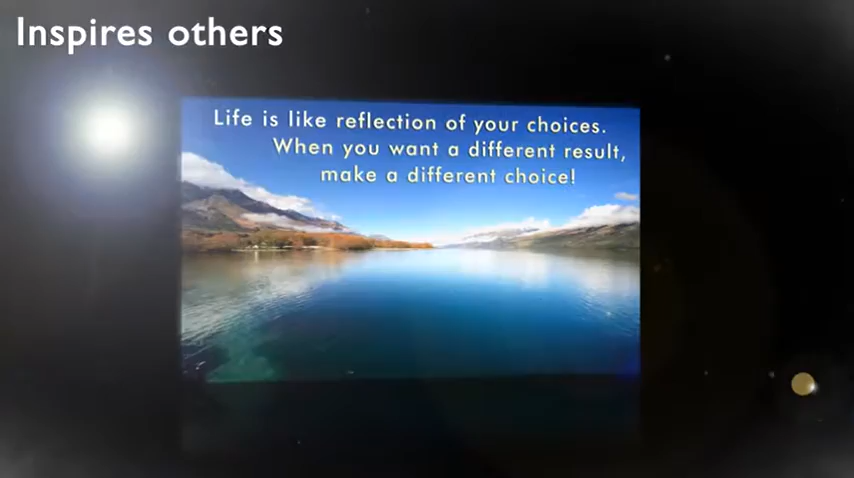 Inspires others
Life is like reflection of your choices.
When you want a different result,
make a different choice!